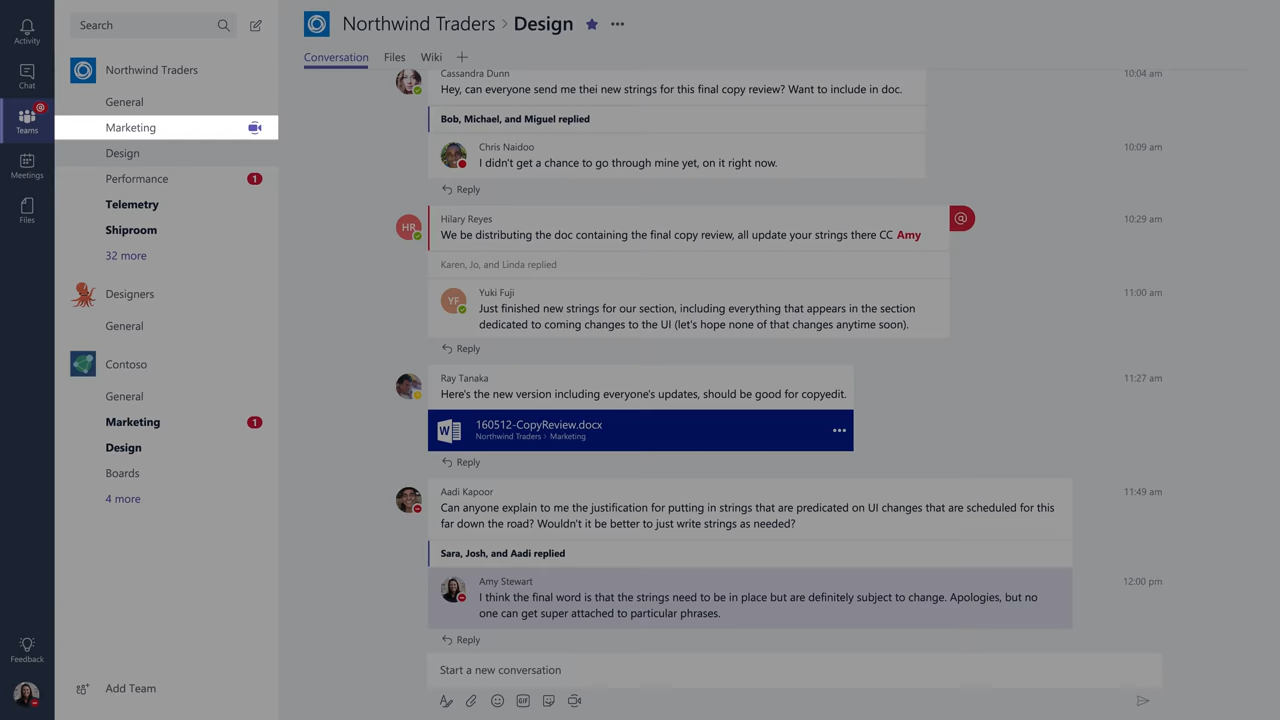 Activity
Chat
Teams
Meetings
Files
Feedback
Search
Northwind Traders
General
Marketing
Design
Performance
1
Telemetry
Shiproom
32 more
Designers
General
Contoso
General
Marketing
1
Design
Boards
4 more
Add Team
Northwind Traders > Design
Conversation Files Wiki
Cassandra Dunn
10:04 am
Hey, can everyone send me thei new strings for this final copy review? Want to include in doc.
Bob, Michael, and Miguel replied
Chris Naidoo
10:09 am
I didn't get a chance to go through mine yet, on it right now.
Reply
HR
Hilary Reyes
@
10:29 am
We be distributing the doc containing the final copy review, all update your strings there CC Amy
Karen, Jo, and Linda replied
YF
Yuki Fuji
11:00 am
Just finished new strings for our section, including everything that appears in the section
dedicated to coming changes to the UI (let's hope none of that changes anytime soon).
Reply
Ray Tanaka
11:27 am
Here's the new version including everyone's updates, should be good for copyedit.
W
160512-CopyReview.docx
Northwind Traders > Marketing
Reply
Aadi Kapoor
11:49 am
Can anyone explain to me the justification for putting in strings that are predicated on UI changes that are scheduled for this
far down the road? Wouldn't it be better to just write strings as needed?
Sara, Josh, and Aadi replied
Amy Stewart
12:00 pm
I think the final word is that the strings need to be in place but are definitely subject to change. Apologies, but no
one can get super attached to particular phrases.
Reply
Start a new conversation
GIF